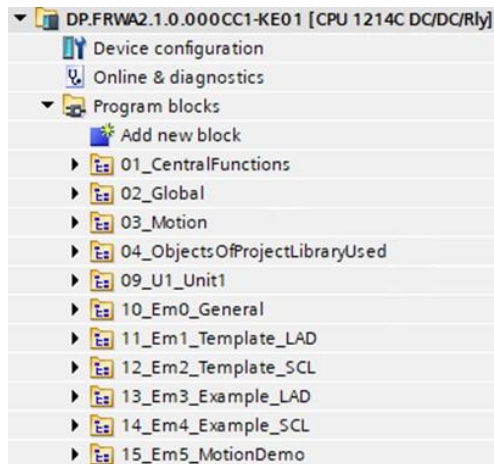 DP.FRWA2.1.0.000CC1-KE01 [CPU 1214C DC/DC/Rly]
Device configuration
Online & diagnostics
Program blocks
Add new block
01_CentralFunctions
02_Global
03_Motion
04_ObjectsOfProjectLibraryUsed
09_U1_Unit1
10_Em0_General
11_Em1_Template_LAD
12_Em2_Template_SCL
13_Em3_Example_LAD
14_Em4_Example_SCL
15_Em5_MotionDemo